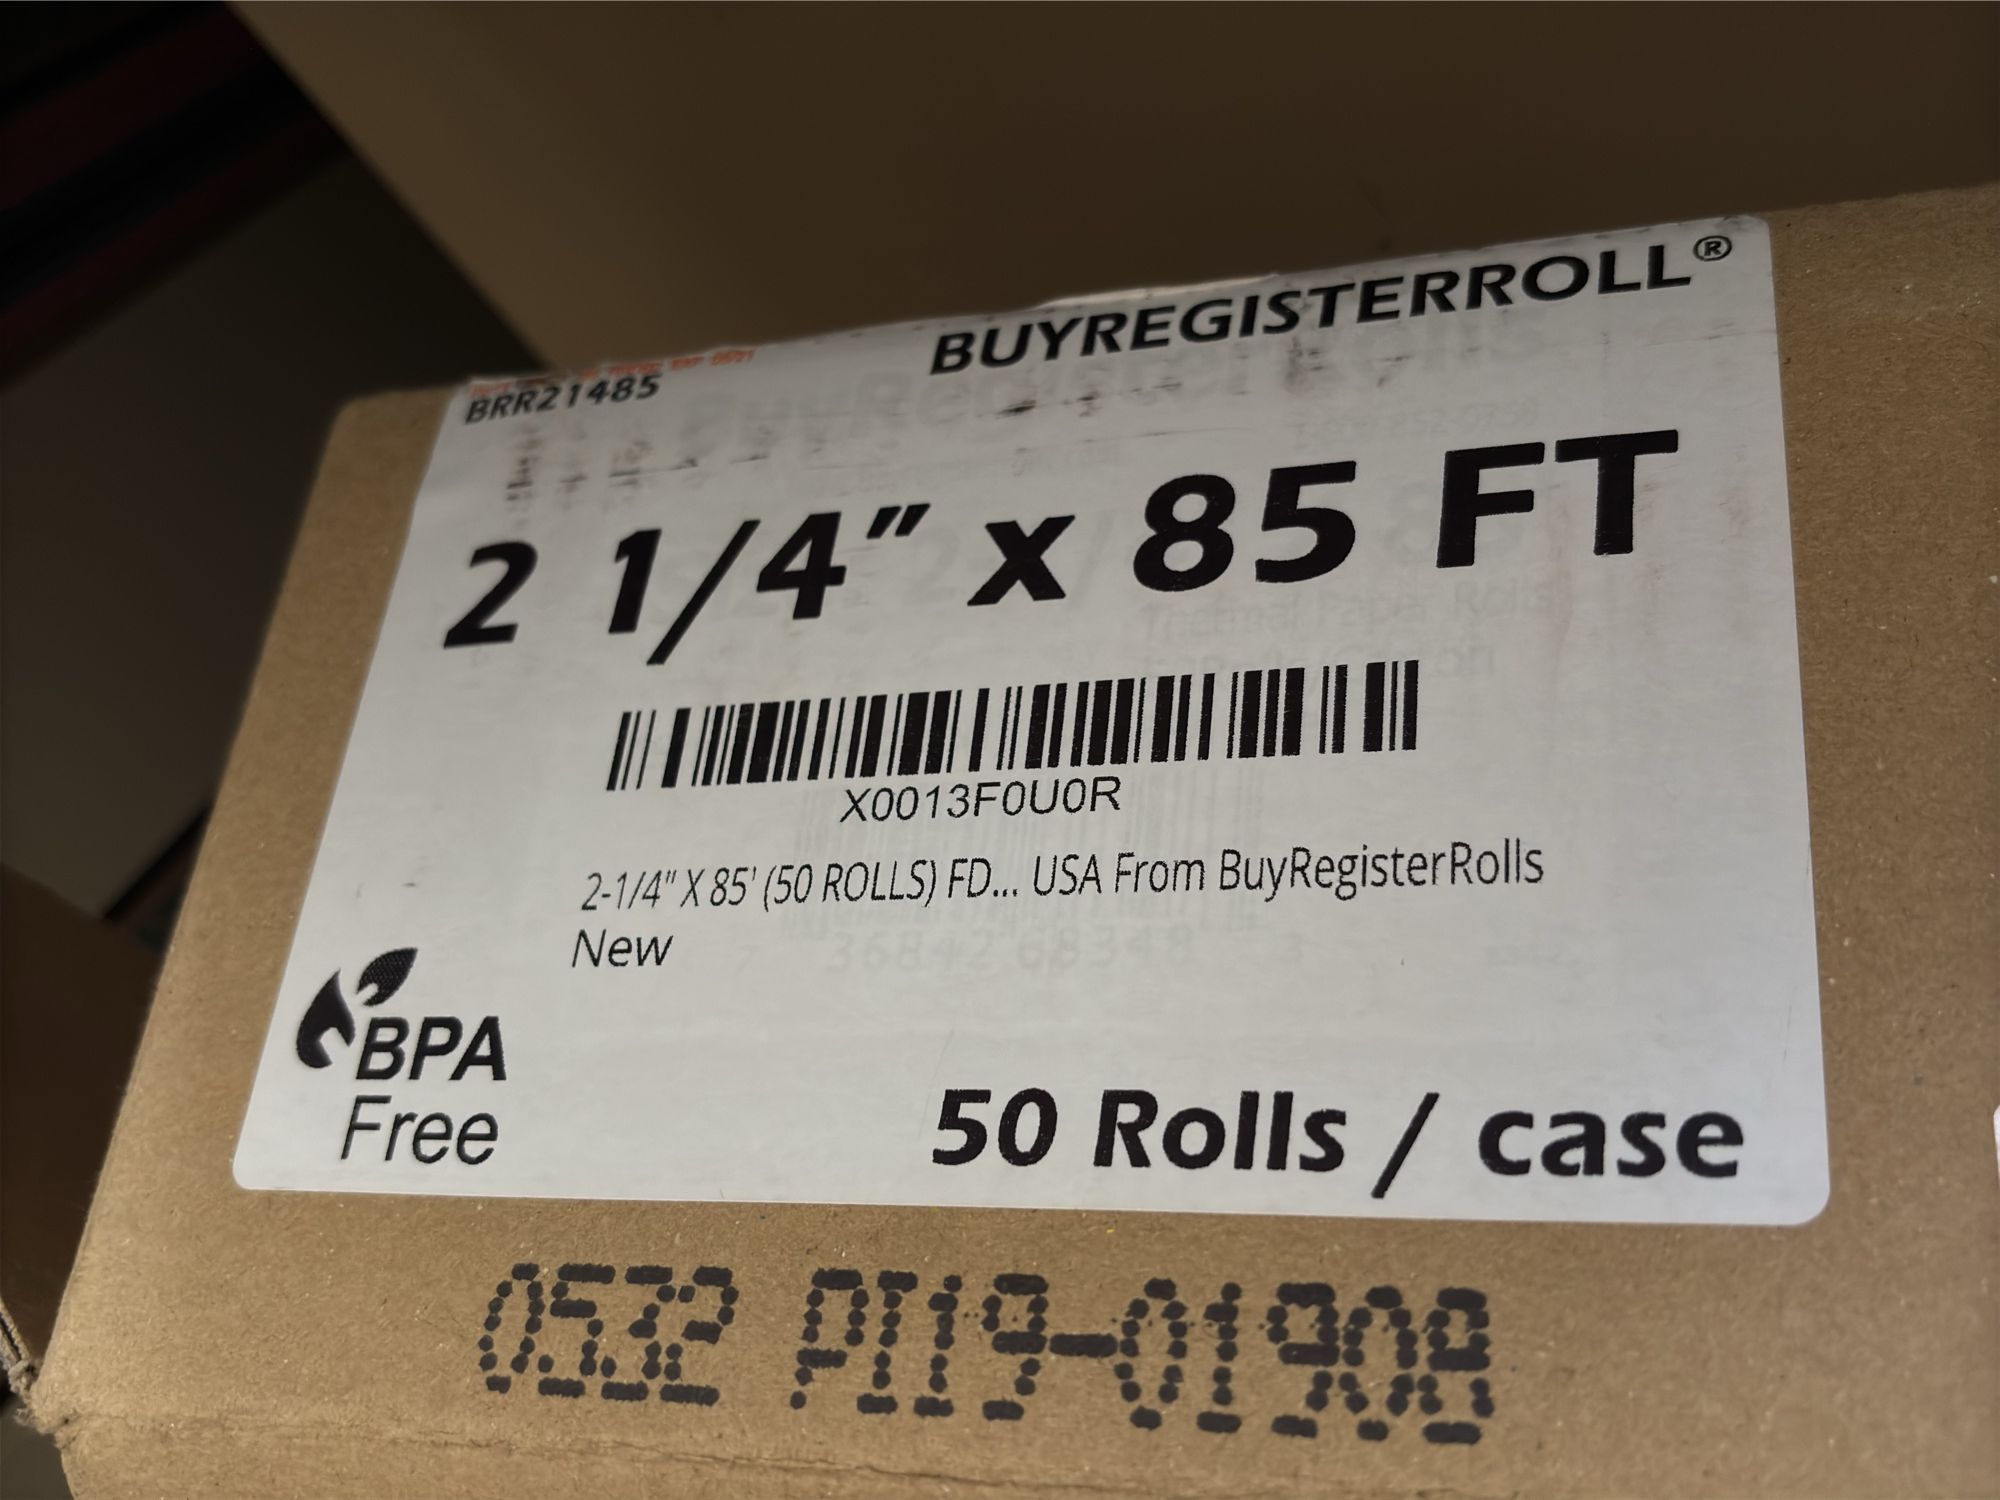 BUYREGISTERROLL®
BRR21485
2 1/4" x 85 FT
X0013F0U0R
2-1/4" X 85' (50 ROLLS) FD... USA From BuyRegisterRolls
New
BPA
Free
50 Rolls / case
0532 PI19-01908